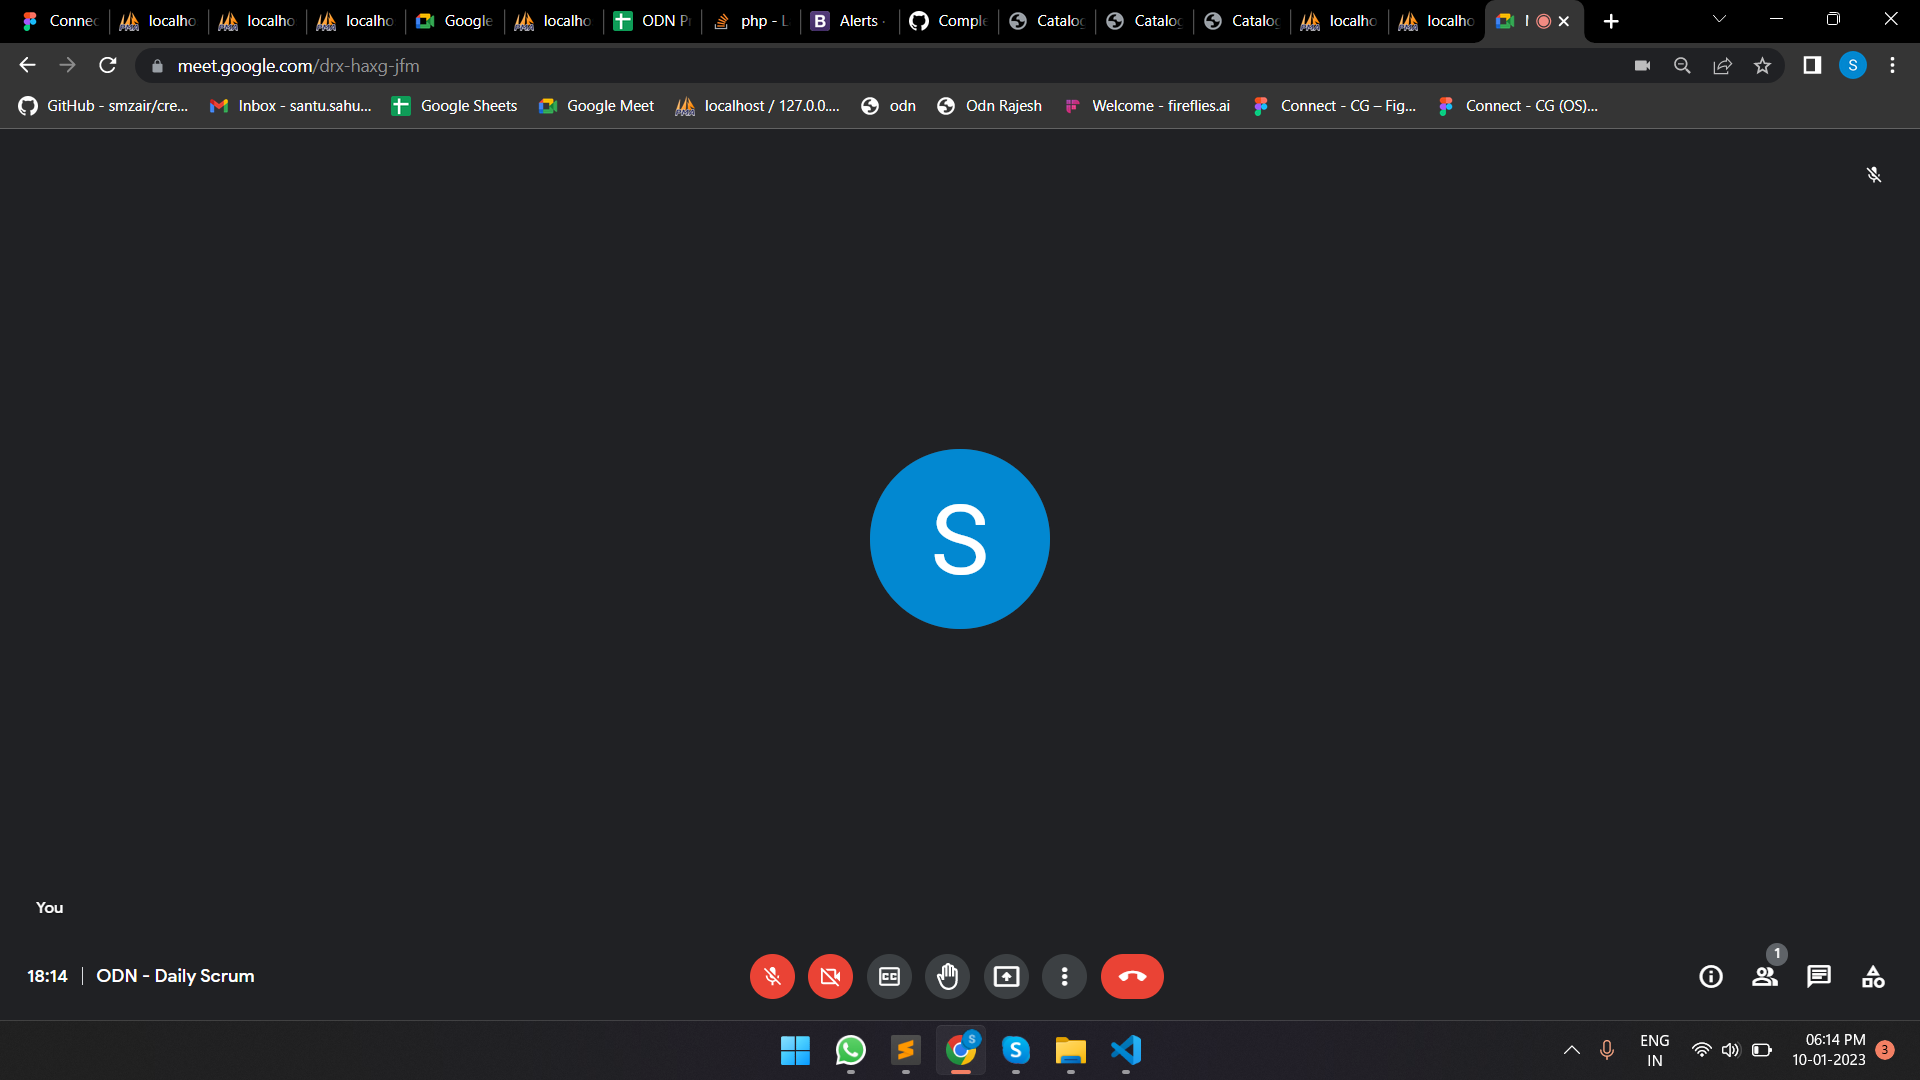 Connec
localho
localho
localho
Google
localho
ODN Pr
php - L
Alerts ·
Comple
Catalog
Catalog
Catalog
localho
localho
meet.google.com/drx-haxg-jfm
S
GitHub - smzair/cre...
Inbox - santu.sahu...
Google Sheets
Google Meet
localhost / 127.0.0....
odn
Odn Rajesh
Welcome - fireflies.ai
Connect - CG – Fig...
Connect - CG (OS)...
S
You
18:14
ODN - Daily Scrum
CC
1
S
S
ENG
IN
06:14 PM
10-01-2023
3